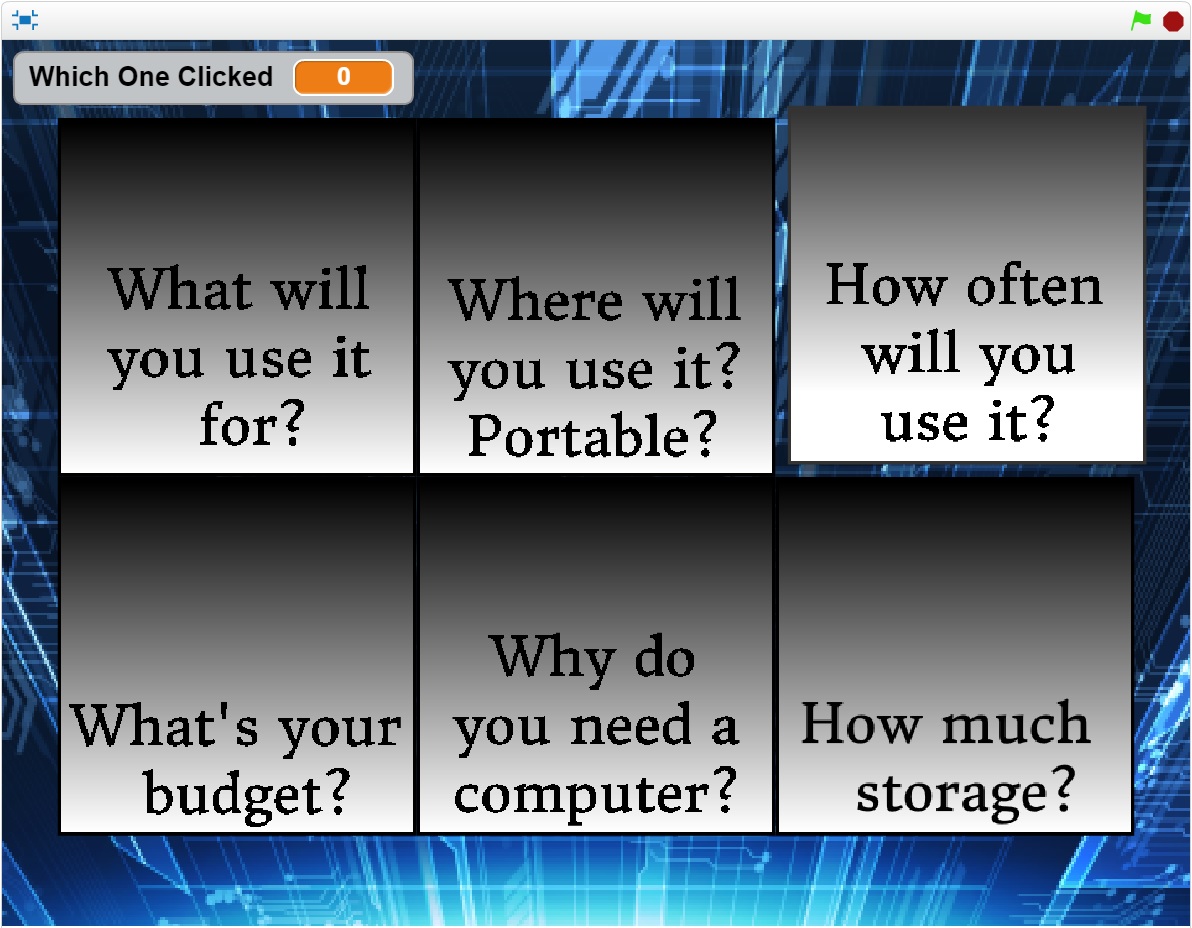 Which One Clicked 0
What will
you use it
for?
Where will
you use it?
Portable?
How often
will you
use it?
What's your
budget?
Why do
you need a
computer?
How much
storage?